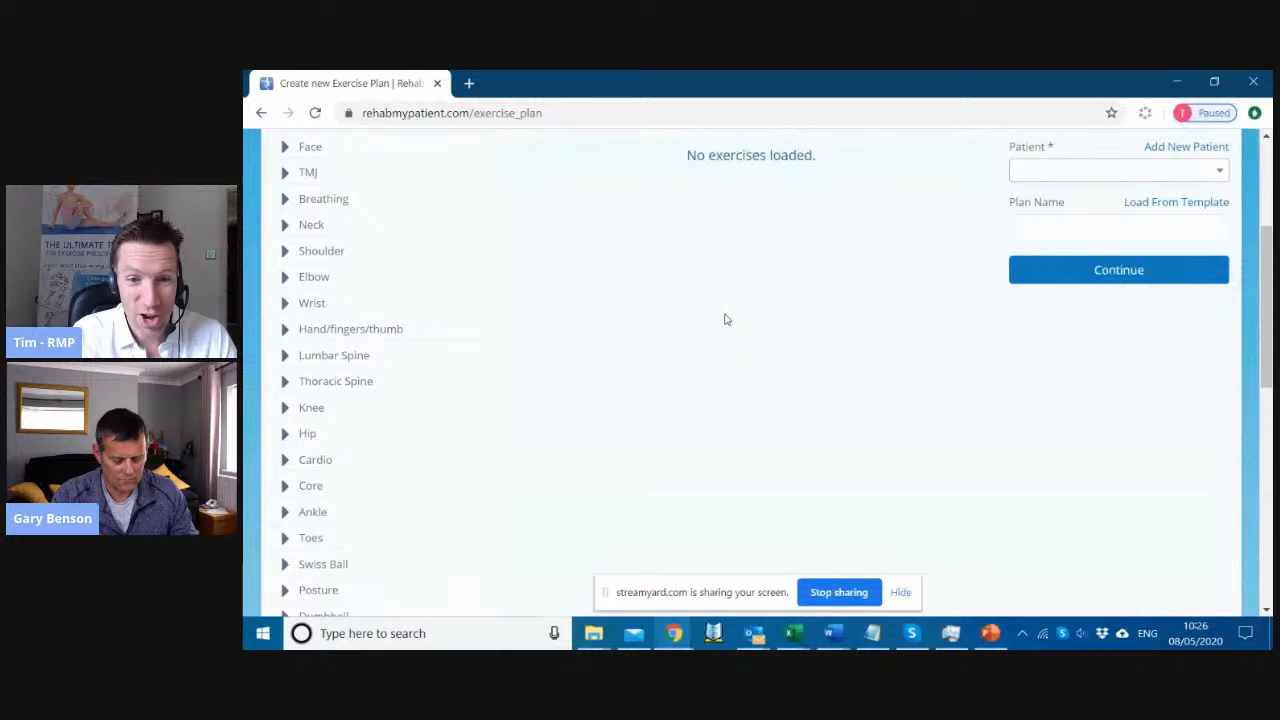 Create new Exercise Plan | Rehab
rehabmypatient.com/exercise_plan
T Paused
Face
TMJ
Breathing
Neck
Shoulder
Elbow
Wrist
Hand/fingers/thumb
Lumbar Spine
Thoracic Spine
Knee
Hip
Cardio
Core
Ankle
Toes
Swiss Ball
Posture
Dumbbell
No exercises loaded.
Patient * Add New Patient
Plan Name Load From Template
Continue
THE ULTIMATE
Tim - RMP
Gary Benson
streamyard.com is sharing your screen. Stop sharing Hide
Type here to search
ENG
10:26
08/05/2020